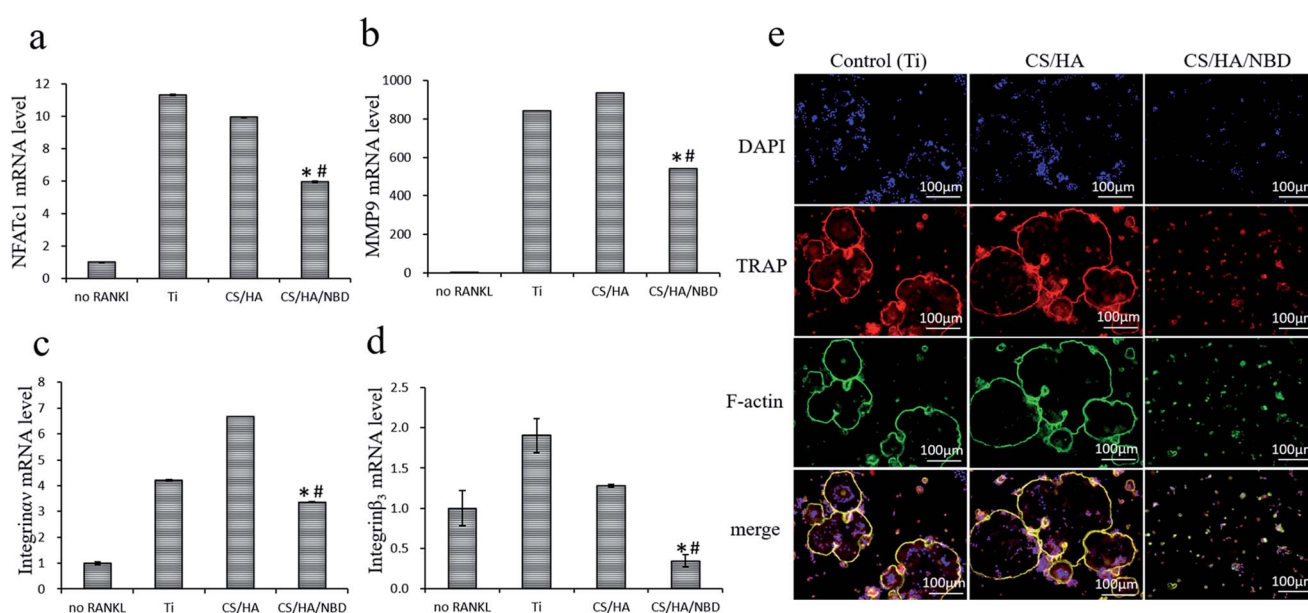 a
NFATc1 mRNA level
12
10
8
6
4
2
0
* #
no RANKl Ti CS/HA CS/HA/NBD
b
MMP9 mRNA level
1000
800
600
400
200
0
* #
no RANKL Ti CS/HA CS/HA/NBD
c
Integrinαv mRNA level
8
7
6
5
4
3
2
1
0
* #
no RANKL Ti CS/HA CS/HA/NBD
d
Integrinβ3 mRNA level
2.5
2.0
1.5
1.0
0.5
0.0
*#
no RANKL Ti CS/HA CS/HA/NBD
e
Control (Ti) CS/HA CS/HA/NBD
DAPI
100μm 100μm 100μm
TRAP
100μm 100μm 100μm
F-actin
100μm 100μm 100μm
merge
100μm 100μm 100μm